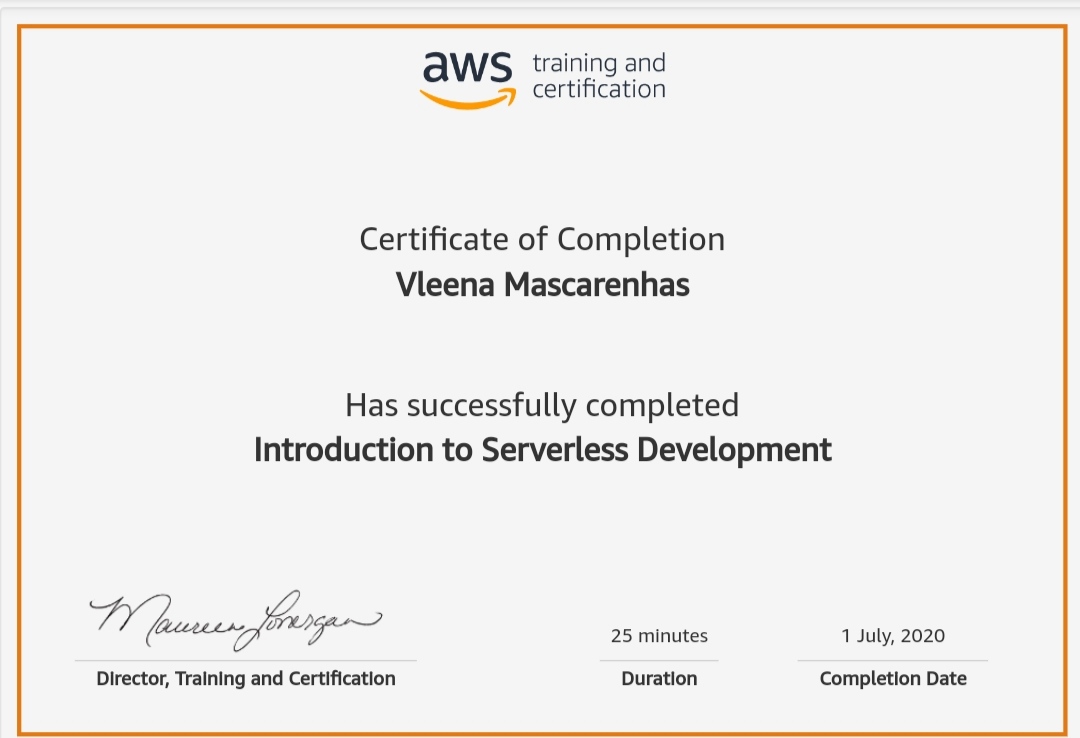 aws training and
certification
Certificate of Completion
Vleena Mascarenhas
Has successfully completed
Introduction to Serverless Development
Maureen Lonergan
25 minutes
1 July, 2020
Director, Training and Certification
Duration
Completion Date